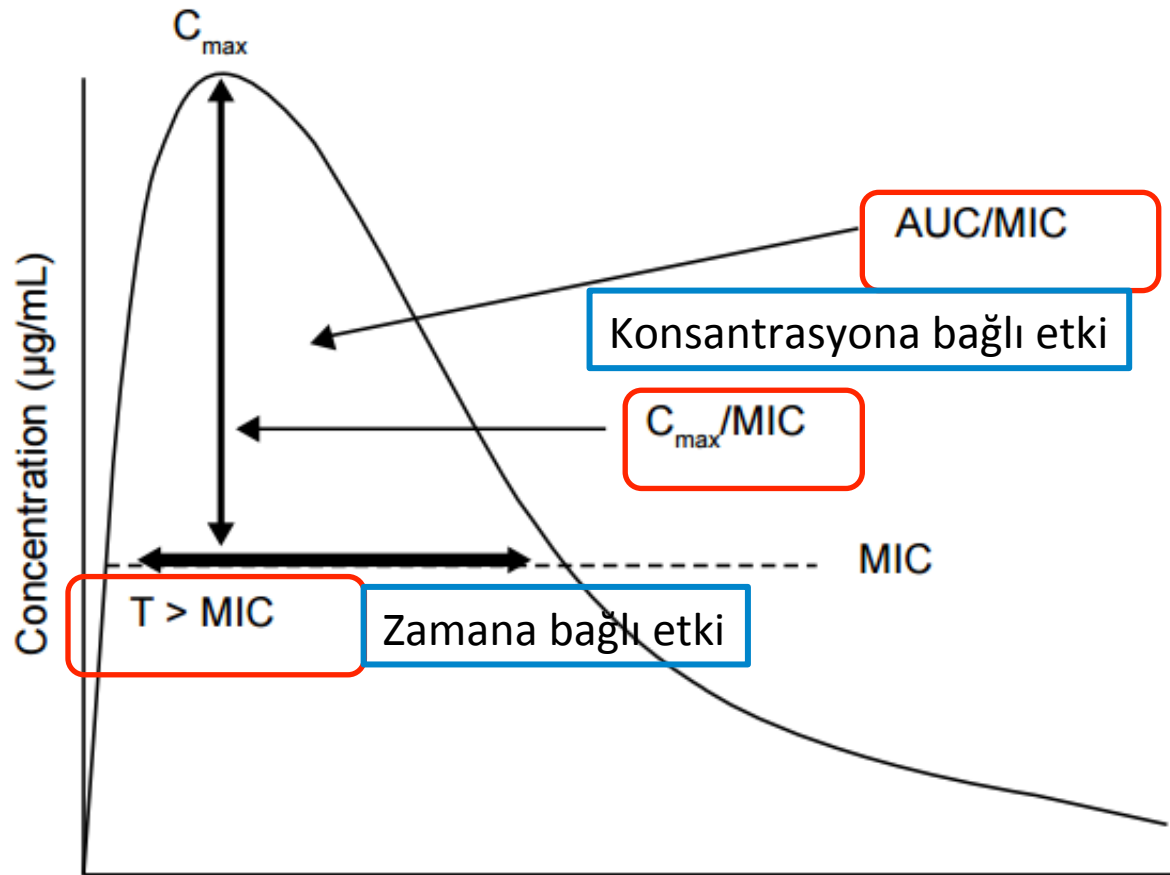 Cmax
AUC/MIC
Konsantrasyona bağlı etki
Cmax/MIC
MIC
T > MIC
Zamana bağlı etki
Concentration (µg/mL)